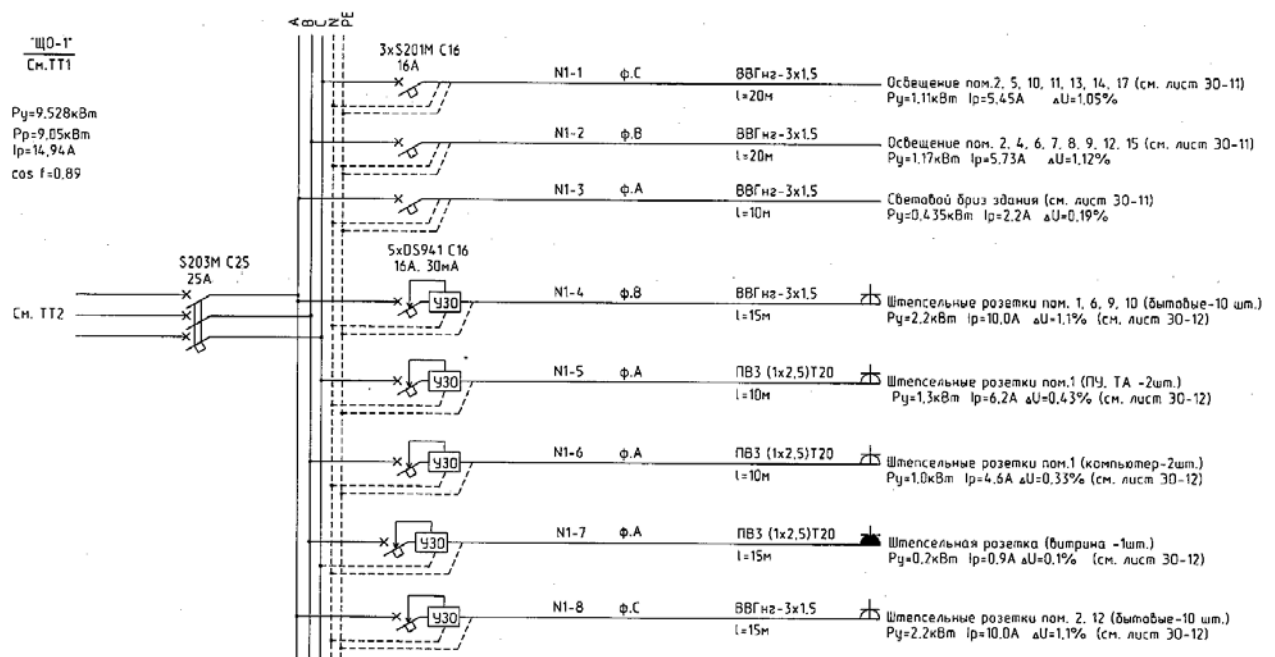 A B C N PE
"ЩО-1"
См.ТТ1
Ру=9,528кВт
Рр=9,05кВт
Iр=14,94А
cos f=0,89
3xS201M C16
16А
N1-1 ф.С ВВГнг-3х1,5
l=20м
Освещение пом.2, 5, 10, 11, 13, 14, 17 (см. лист ЭО-11)
Ру=1,11кВт Iр=5,45А ΔU=1,05%
N1-2 ф.В ВВГнг-3х1,5
l=20м
Освещение пом. 2, 4, 6, 7, 8, 9, 12, 15 (см. лист ЭО-11)
Ру=1,17кВт Iр=5,73А ΔU=1,12%
N1-3 ф.А ВВГнг-3х1,5
l=10м
Световой бриз здания (см. лист ЭО-11)
Ру=0,435кВт Iр=2,2А ΔU=0,19%
S203M C25
25А
См. ТТ2
5xDS941 C16
16А, 30мА
УЗО N1-4 ф.В ВВГнг-3х1,5
l=15м
Штепсельные розетки пом. 1, 6, 9, 10 (бытовые-10 шт.)
Ру=2,2кВт Iр=10,0А ΔU=1,1% (см. лист ЭО-12)
УЗО N1-5 ф.А ПВ3 (1х2,5)Т20
l=10м
Штепсельные розетки пом.1 (ПУ, ТА -2шт.)
Ру=1,3кВт Iр=6,2А ΔU=0,43% (см. лист ЭО-12)
УЗО N1-6 ф.А ПВ3 (1х2,5)Т20
l=10м
Штепсельные розетки пом.1 (компьютер-2шт.)
Ру=1,0кВт Iр=4,6А ΔU=0,33% (см. лист ЭО-12)
УЗО N1-7 ф.А ПВ3 (1х2,5)Т20
l=15м
Штепсельная розетка (витрина -1шт.)
Ру=0,2кВт Iр=0,9А ΔU=0,1% (см. лист ЭО-12)
УЗО N1-8 ф.С ВВГнг-3х1,5
l=15м
Штепсельные розетки пом. 2, 12 (бытовые-10 шт.)
Ру=2,2кВт Iр=10,0А ΔU=1,1% (см. лист ЭО-12)